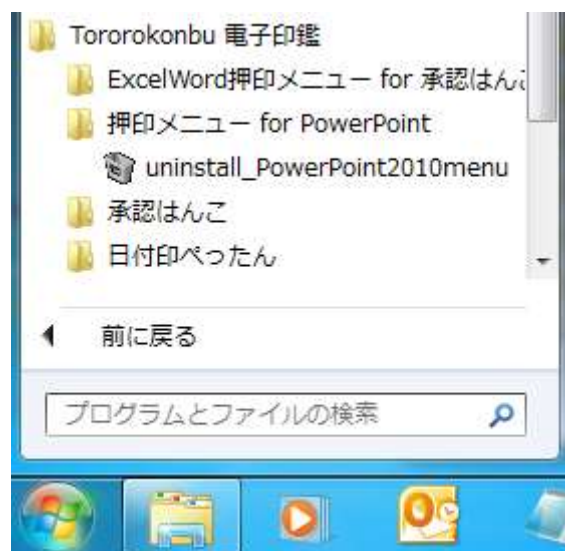 Tororokonbu 電子印鑑
ExcelWord押印メニュー for 承認はん
押印メニュー for PowerPoint
uninstall_PowerPoint2010menu
承認はんこ
日付印ぺったん
前に戻る
プログラムとファイルの検索